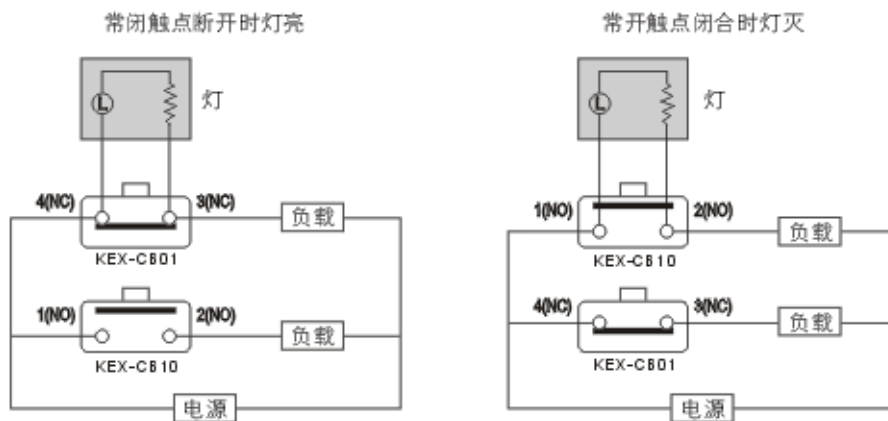 常闭触点断开时灯亮
L
灯
4(NC) 3(NC)
负载
KEX-CB01
1(NO) 2(NO)
负载
KEX-CB10
电源
常开触点闭合时灯灭
L
灯
1(NO) 2(NO)
负载
KEX-CB10
4(NC) 3(NC)
负载
KEX-CB01
电源